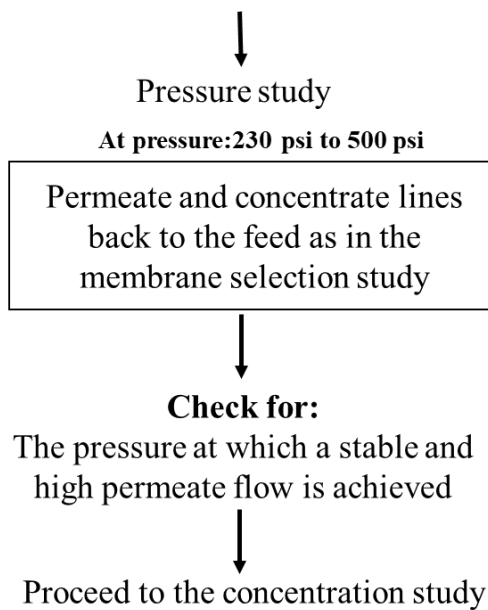 Pressure study
At pressure:230 psi to 500 psi
Permeate and concentrate lines
back to the feed as in the
membrane selection study
Check for:
The pressure at which a stable and
high permeate flow is achieved
Proceed to the concentration study